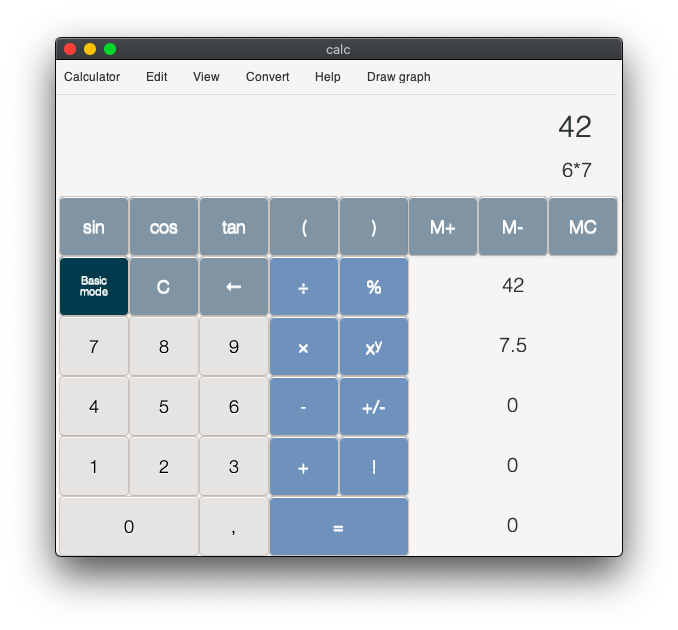 calc
Calculator Edit View Convert Help Draw graph
42
6*7
sin cos tan ( ) M+ M- MC
Basic
mode
C ← ÷ % 42
7 8 9 × xʸ 7.5
4 5 6 - +/- 0
1 2 3 + ! 0
0 , = 0